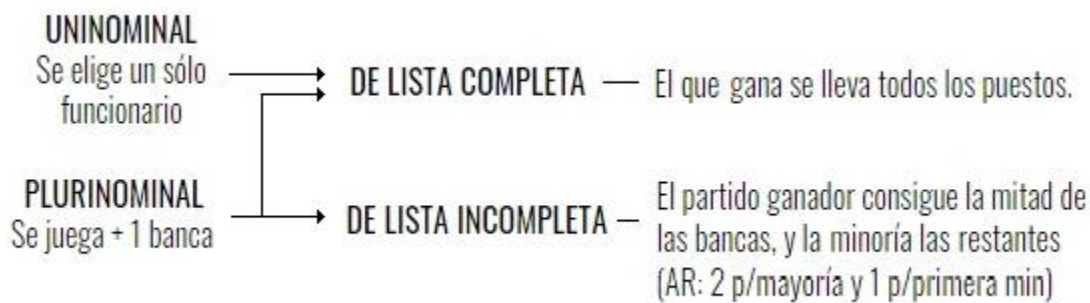 UNINOMINAL
Se elige un sólo
funcionario
DE LISTA COMPLETA
El que gana se lleva todos los puestos.
PLURINOMINAL
Se juega + 1 banca
DE LISTA INCOMPLETA
El partido ganador consigue la mitad de
las bancas, y la minoría las restantes
(AR: 2 p/mayoría y 1 p/primera min)